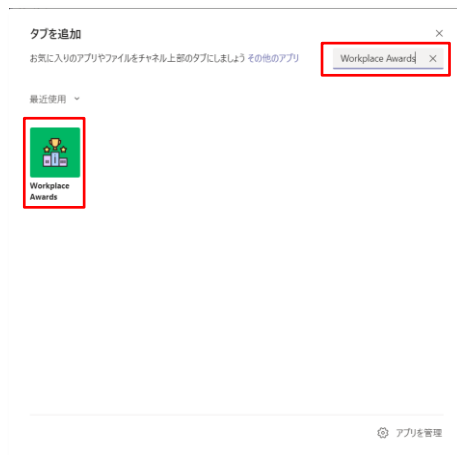 タブを追加
お気に入りのアプリやファイルをチャネル上部のタブにしましょう その他のアプリ
Workplace Awards
最近使用
Workplace
Awards
アプリを管理